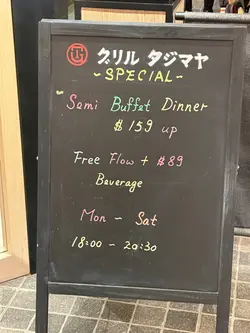 グリル タジマヤ
~SPECIAL~
Semi Buffet Dinner
$159 up
Free Flow + $89
Beverage
Mon ~ Sat
18:00 - 20:30